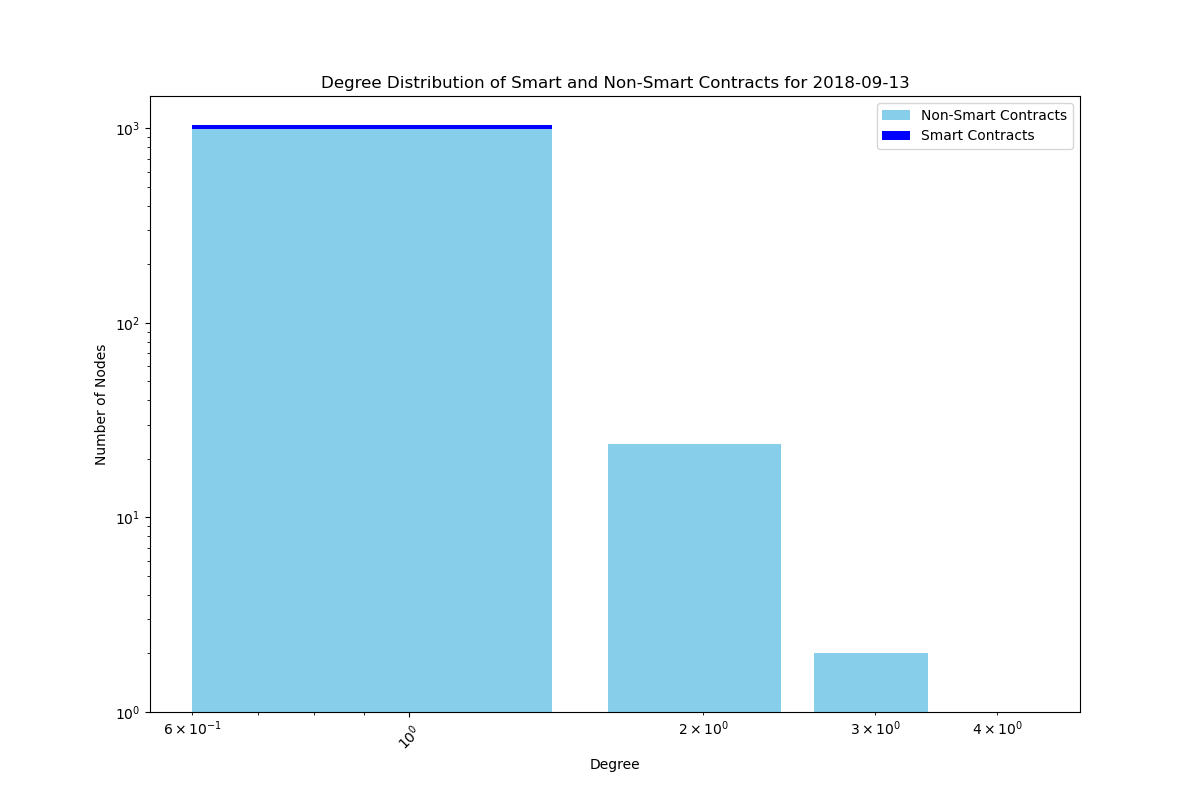 Degree Distribution of Smart and Non-Smart Contracts for 2018-09-13
Non-Smart Contracts
Smart Contracts
Number of Nodes
10³
10²
10¹
10⁰
6 × 10⁻¹
10⁰
2 × 10⁰
3 × 10⁰
4 × 10⁰
Degree